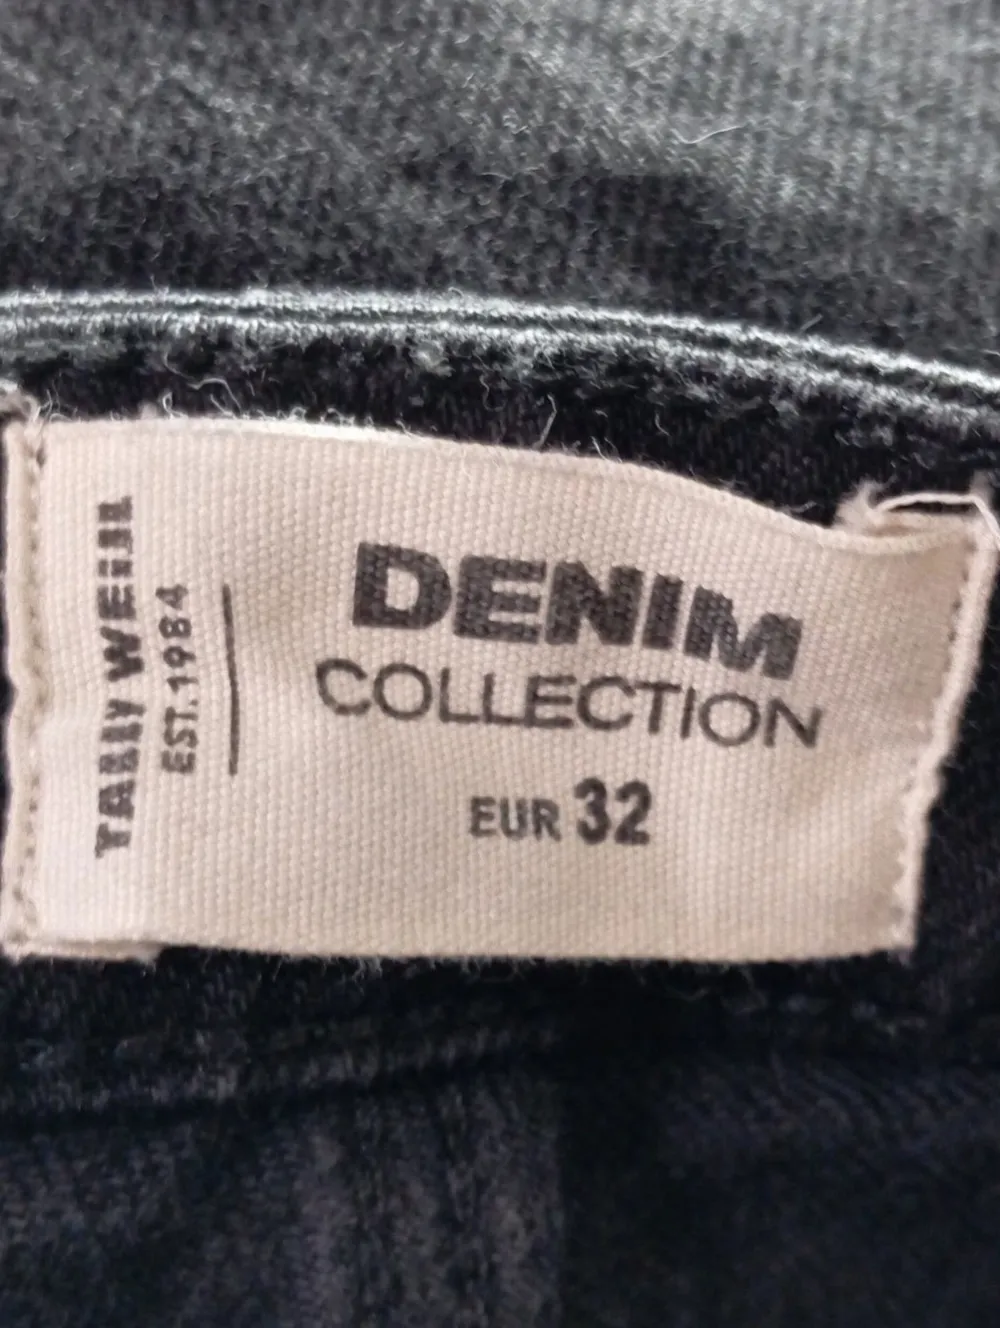 TALLY WEiJL
EST.1984
DENIM
COLLECTION
EUR 32